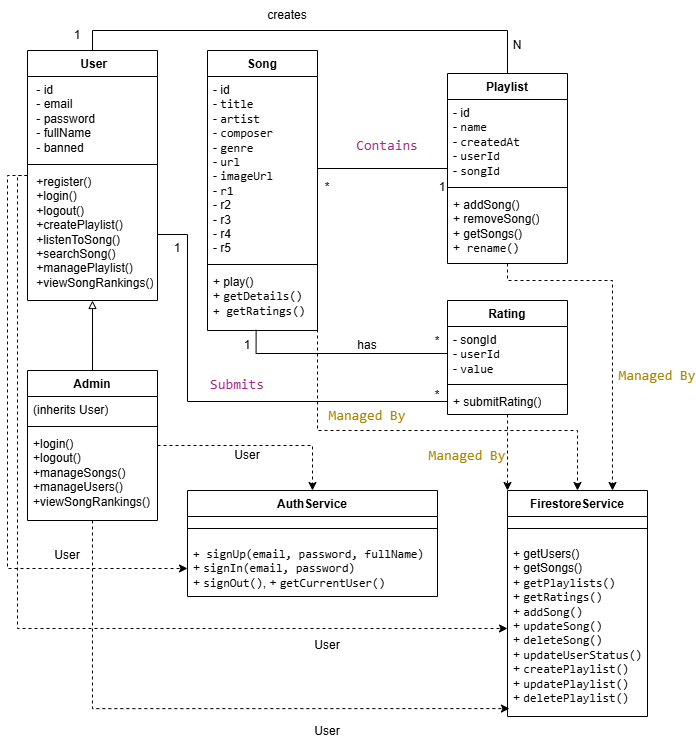 creates
1
N
User
- id
- email
- password
- fullName
- banned
+register()
+login()
+logout()
+createPlaylist()
+listenToSong()
+searchSong()
+managePlaylist()
+viewSongRankings()
Song
- id
- title
- artist
- composer
- genre
- url
- imageUrl
- r1
- r2
- r3
- r4
- r5
+ play()
+ getDetails()
+ getRatings()
Contains
*
1
Playlist
- id
- name
- createdAt
- userId
- songId
+ addSong()
+ removeSong()
+ getSongs()
+ rename()
1
Rating
- songId
- userId
- value
+ submitRating()
1
has
*
Submits
*
Managed By
Managed By
Managed By
Admin
(inherits User)
+login()
+logout()
+manageSongs()
+manageUsers()
+viewSongRankings()
User
AuthService
+ signUp(email, password, fullName)
+ signIn(email, password)
+ signOut(), + getCurrentUser()
User
FirestoreService
+ getUsers()
+ getSongs()
+ getPlaylists()
+ getRatings()
+ addSong()
+ updateSong()
+ deleteSong()
+ updateUserStatus()
+ createPlaylist()
+ updatePlaylist()
+ deletePlaylist()
User
User